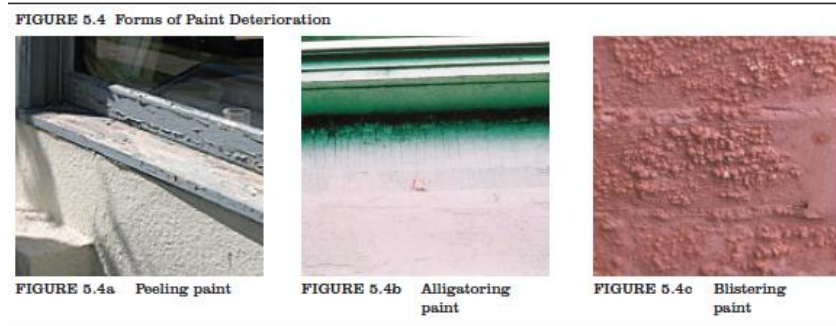 FIGURE 5.4 Forms of Paint Deterioration
FIGURE 5.4a Peeling paint
FIGURE 5.4b Alligatoring
paint
FIGURE 5.4c Blistering
paint